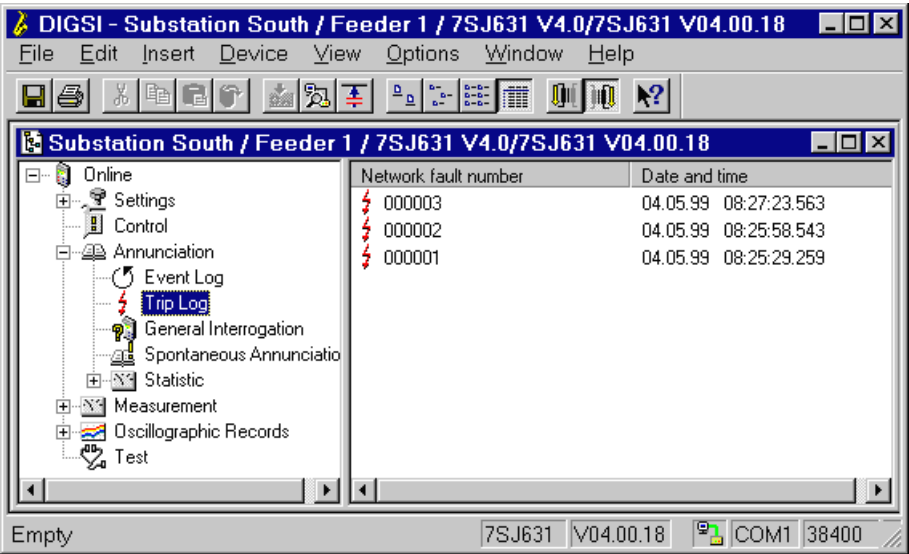 DIGSI - Substation South / Feeder 1 / 7SJ631 V4.0/7SJ631 V04.00.18
File Edit Insert Device View Options Window Help
Substation South / Feeder 1 / 7SJ631 V4.0/7SJ631 V04.00.18
Online
Settings
Control
Annunciation
Event Log
Trip Log
General Interrogation
Spontaneous Annunciatio
Statistic
Measurement
Oscillographic Records
Test
Network fault number Date and time
000003 04.05.99 08:27:23.563
000002 04.05.99 08:25:58.543
000001 04.05.99 08:25:29.259
Empty 7SJ631 V04.00.18 COM1 38400